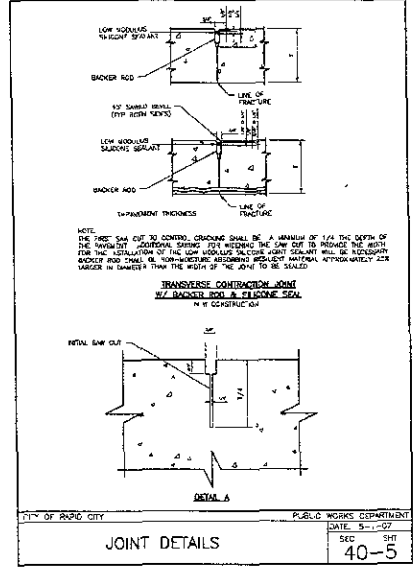 LOW MODULUS
SILICONE SEALANT
BACKER ROD
LINE OF
FRACTURE
SAWED BEVEL
(TYP BOTH SIDES)
LOW MODULUS
SILICONE SEALANT
BACKER ROD
LINE OF
FRACTURE
T=PAVEMENT THICKNESS
NOTE
THE FIRST SAW CUT TO CONTROL CRACKING SHALL BE A MINIMUM OF 1/4 THE DEPTH OF
THE PAVEMENT ADDITIONAL SAWING FOR WIDENING THE SAW CUT TO PROVIDE THE WIDTH
FOR THE INSTALLATION OF THE LOW MODULUS SILICONE JOINT SEALANT WILL BE NECESSARY
BACKER ROD SHALL BE NON-MOISTURE ABSORBING RESILIENT MATERIAL APPROXIMATELY 25%
LARGER IN DIAMETER THAN THE WIDTH OF THE JOINT TO BE SEALED
TRANSVERSE CONTRACTION JOINT
W/ BACKER ROD & SILICONE SEAL
NEW CONSTRUCTION
INITIAL SAW CUT
T/4
DETAIL A
CITY OF RAPID CITY PUBLIC WORKS DEPARTMENT
JOINT DETAILS
DATE
SEC SHT
40-5